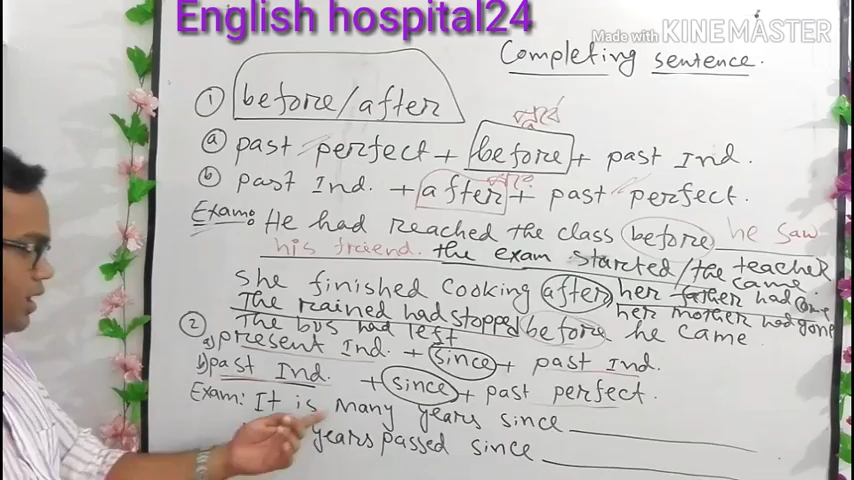 English hospital24
Made with KINEMASTER
Completing sentence.
① before/after
ⓐ past perfect + before + past Ind.
ⓑ past Ind. + after + past perfect.
Exam: He had reached the class before he saw
his friend. the exam started/the teacher
came
she finished cooking after her father had
her mother had gone
The rained had stopped before he came
The bus had left
② a) present Ind. + since + past Ind.
b) past Ind. + since + past perfect.
Exam: It is many years since
years passed since